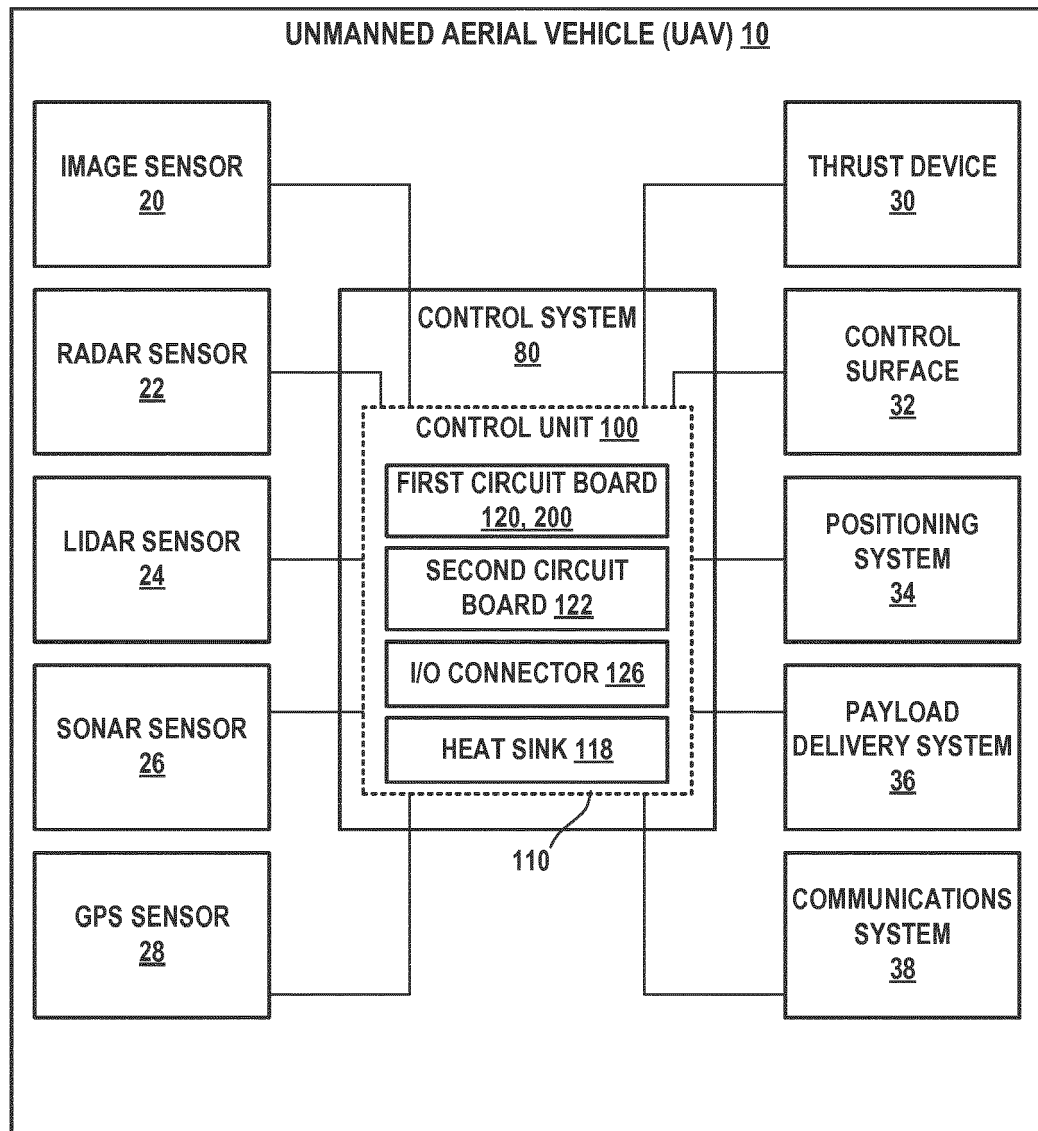 UNMANNED AERIAL VEHICLE (UAV) 10
IMAGE SENSOR
20
RADAR SENSOR
22
LIDAR SENSOR
24
SONAR SENSOR
26
GPS SENSOR
28
CONTROL SYSTEM
80
CONTROL UNIT 100
FIRST CIRCUIT BOARD
120, 200
SECOND CIRCUIT
BOARD 122
I/O CONNECTOR 126
HEAT SINK 118
110
THRUST DEVICE
30
CONTROL
SURFACE
32
POSITIONING
SYSTEM
34
PAYLOAD
DELIVERY SYSTEM
36
COMMUNICATIONS
SYSTEM
38